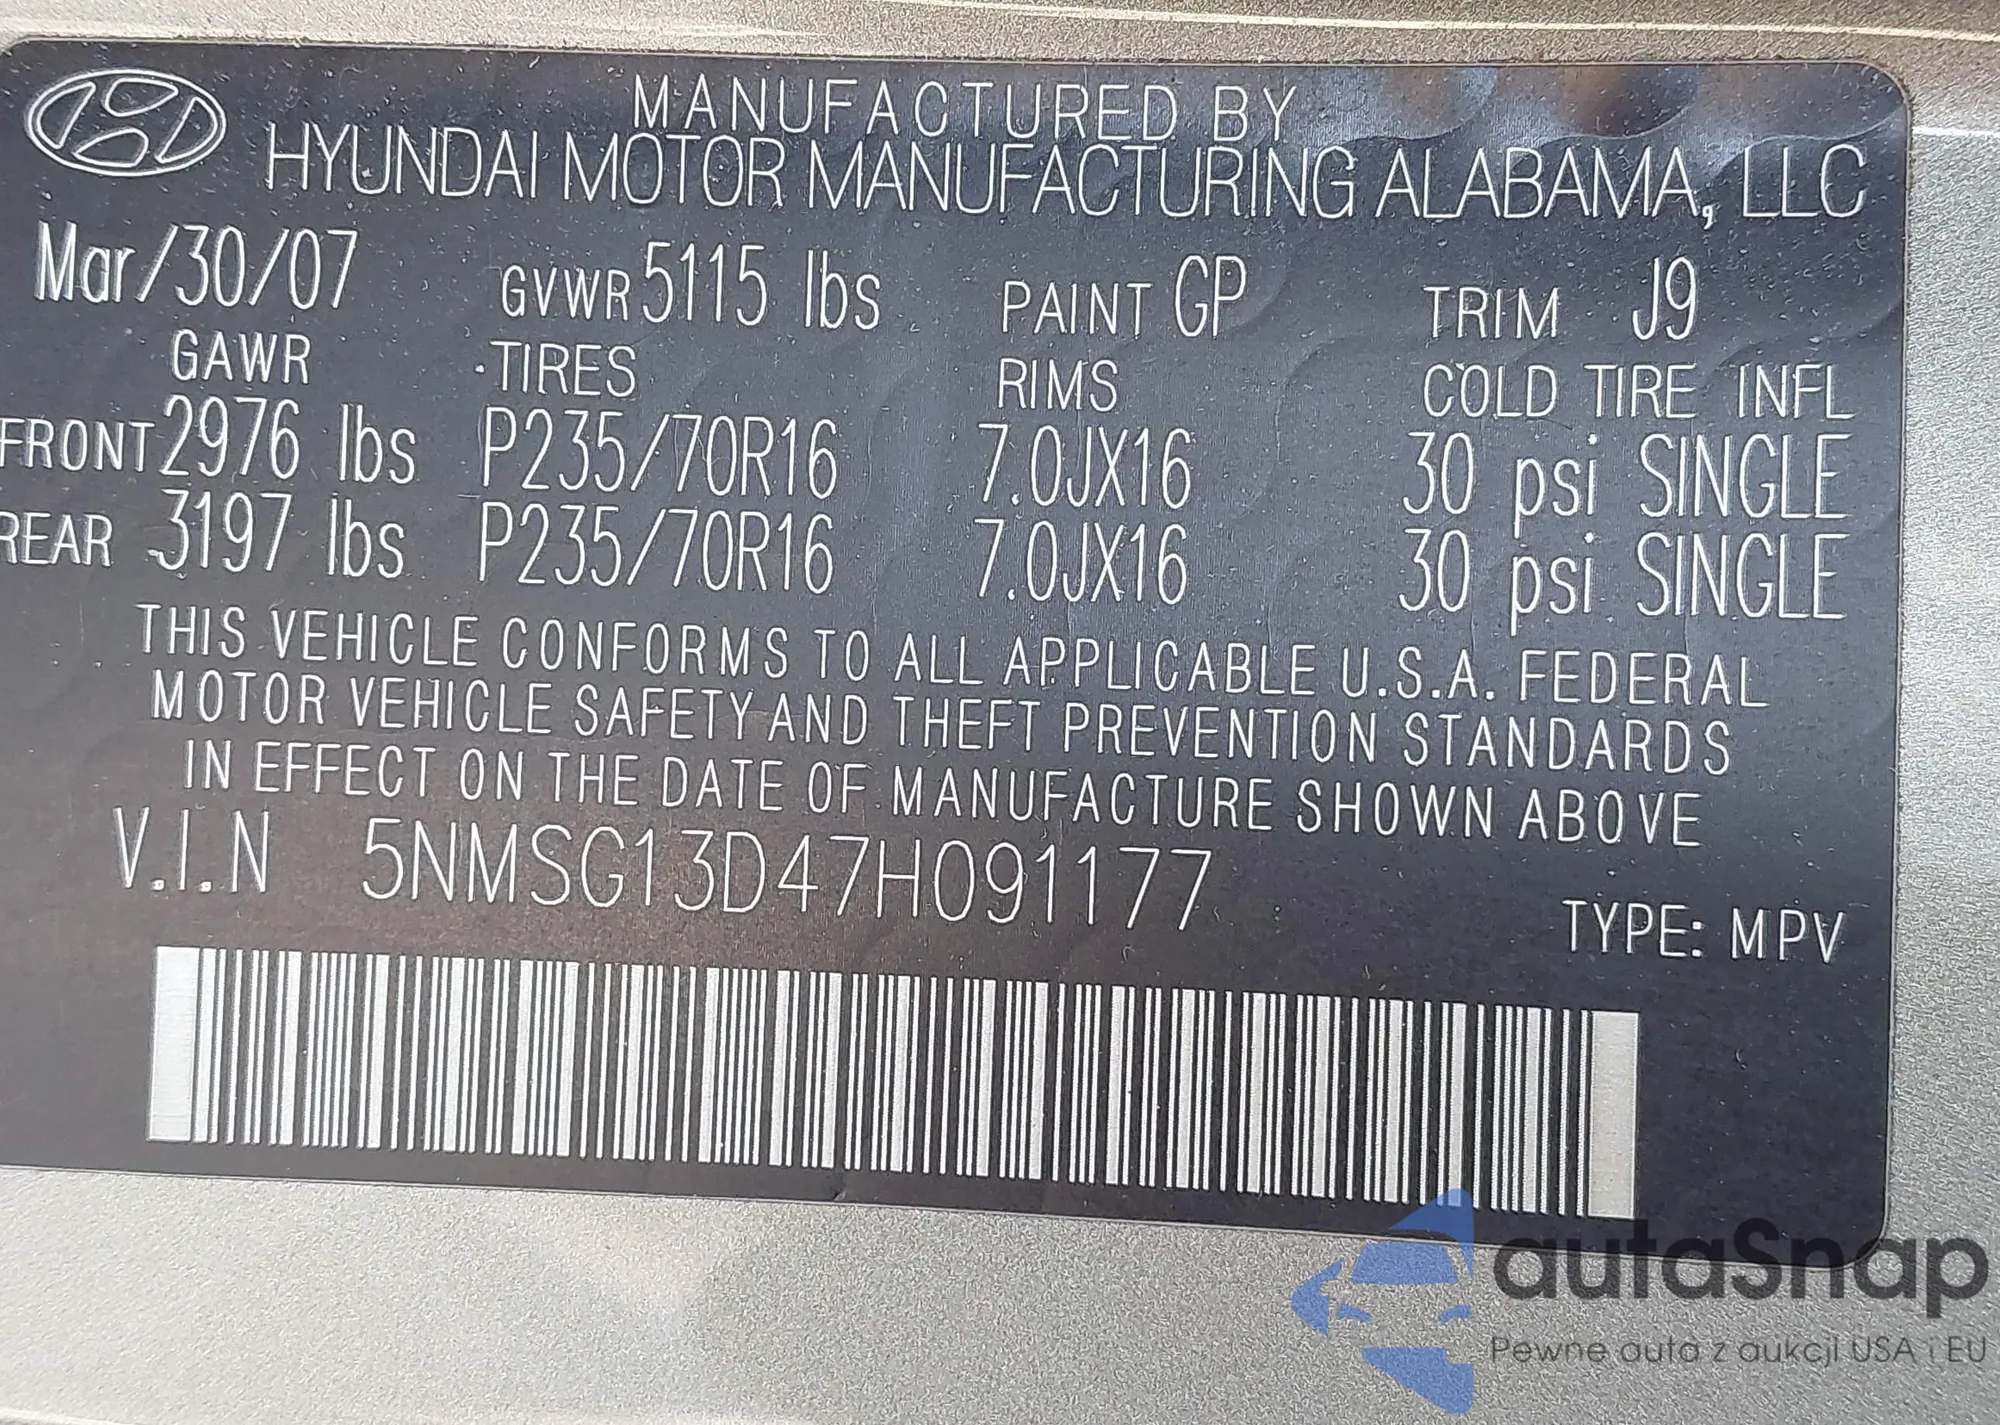 MANUFACTURED BY
HYUNDAI MOTOR MANUFACTURING ALABAMA, LLC
Mar/30/07 GVWR 5115 lbs PAINT GP TRIM J9
GAWR TIRES RIMS COLD TIRE INFL
FRONT 2976 lbs P235/70R16 7.0JX16 30 psi SINGLE
REAR 3197 lbs P235/70R16 7.0JX16 30 psi SINGLE
THIS VEHICLE CONFORMS TO ALL APPLICABLE U.S.A. FEDERAL
MOTOR VEHICLE SAFETY AND THEFT PREVENTION STANDARDS
IN EFFECT ON THE DATE OF MANUFACTURE SHOWN ABOVE
V.I.N 5NMSG13D47H091177
TYPE: MPV
autaSnap
Pewne auta z aukcji USA i EU